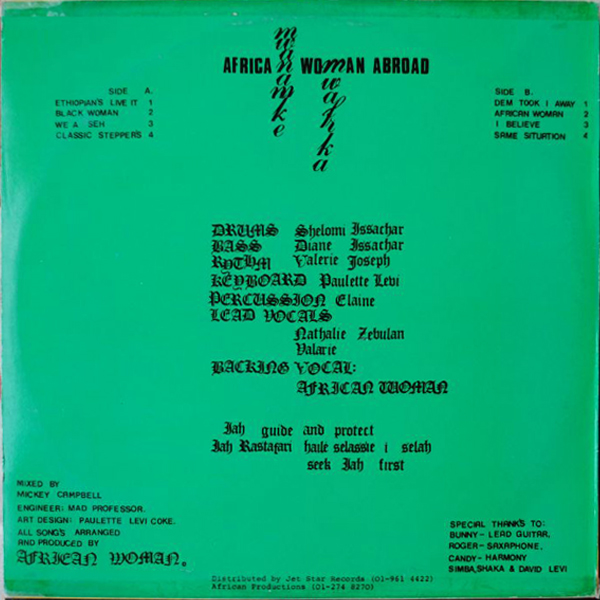 mwanamke
AFRICA WOMAN ABROAD
mwafrika
SIDE A.
ETHIOPIAN'S LIVE IT 1
BLACK WOMAN 2
WE A SEH 3
CLASSIC STEPPER'S 4
SIDE B.
DEM TOOK I AWAY 1
AFRICAN WOMAN 2
I BELIEVE 3
SAME SITUATION 4
DRUMS Shelomi Issachar
BASS Diane Issachar
RYTHM Valerie Joseph
KEYBOARD Paulette Levi
PERCUSSION Elaine
LEAD VOCALS
Nathalie Zebulan
Valarie
BACKING VOCAL:
AFRICAN WOMAN
Jah guide and protect
Jah Rastafari haile selassie i selah
seek Jah first
MIXED BY
MICKEY CAMPBELL
ENGINEER: MAD PROFESSOR.
ART DESIGN: PAULETTE LEVI COKE.
ALL SONG'S ARRANGED
AND PRODUCED BY
AFRICAN WOMAN.
SPECIAL THANKS TO:
BUNNY- LEAD GUITAR,
ROGER- SAXAPHONE,
CANDY- HARMONY
SIMBA, SHAKA & DAVID LEVI
Distributed by Jet Star Records (01-961 4422)
African Productions (01-274 8270)